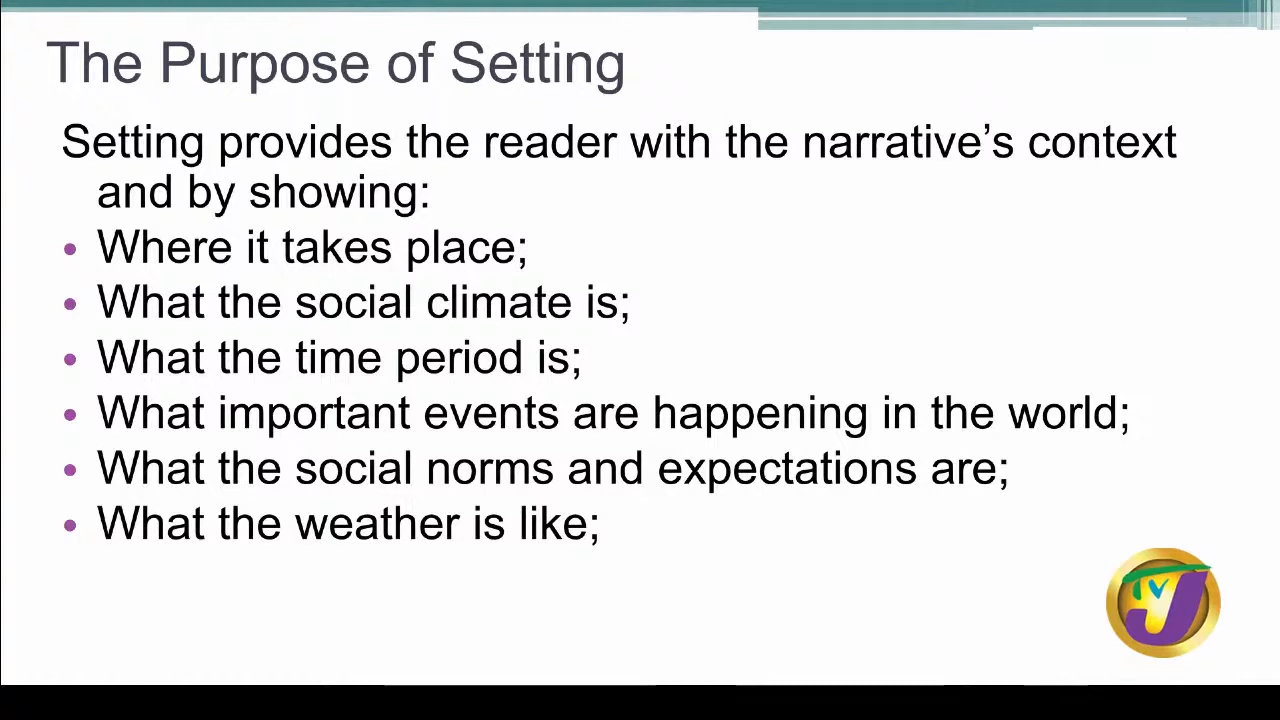 The Purpose of Setting
Setting provides the reader with the narrative’s context
and by showing:
• Where it takes place;
• What the social climate is;
• What the time period is;
• What important events are happening in the world;
• What the social norms and expectations are;
• What the weather is like;
TVJ